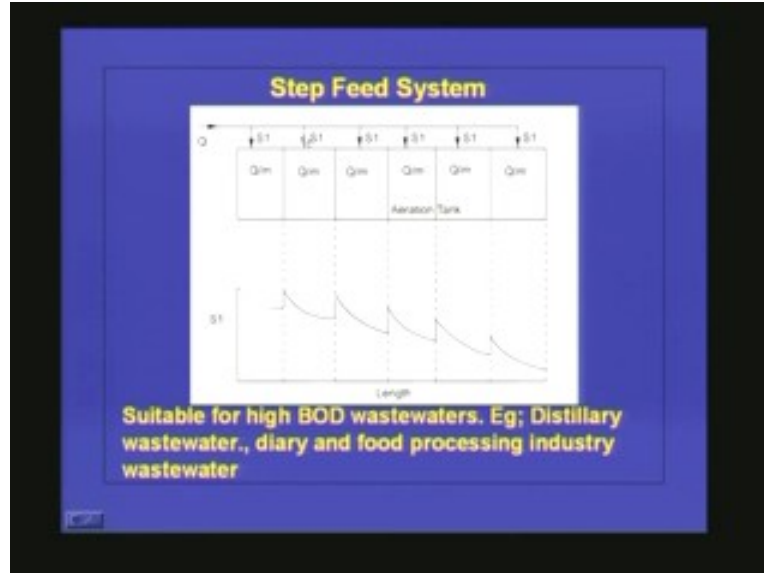 Step Feed System
Q S1 S1 S1 S1 S1 S1
Q/m Q/m Q/m Q/m Q/m Q/m
Aeration Tank
S1
Length
Suitable for high BOD wastewaters. Eg; Distillary
wastewater., diary and food processing industry
wastewater